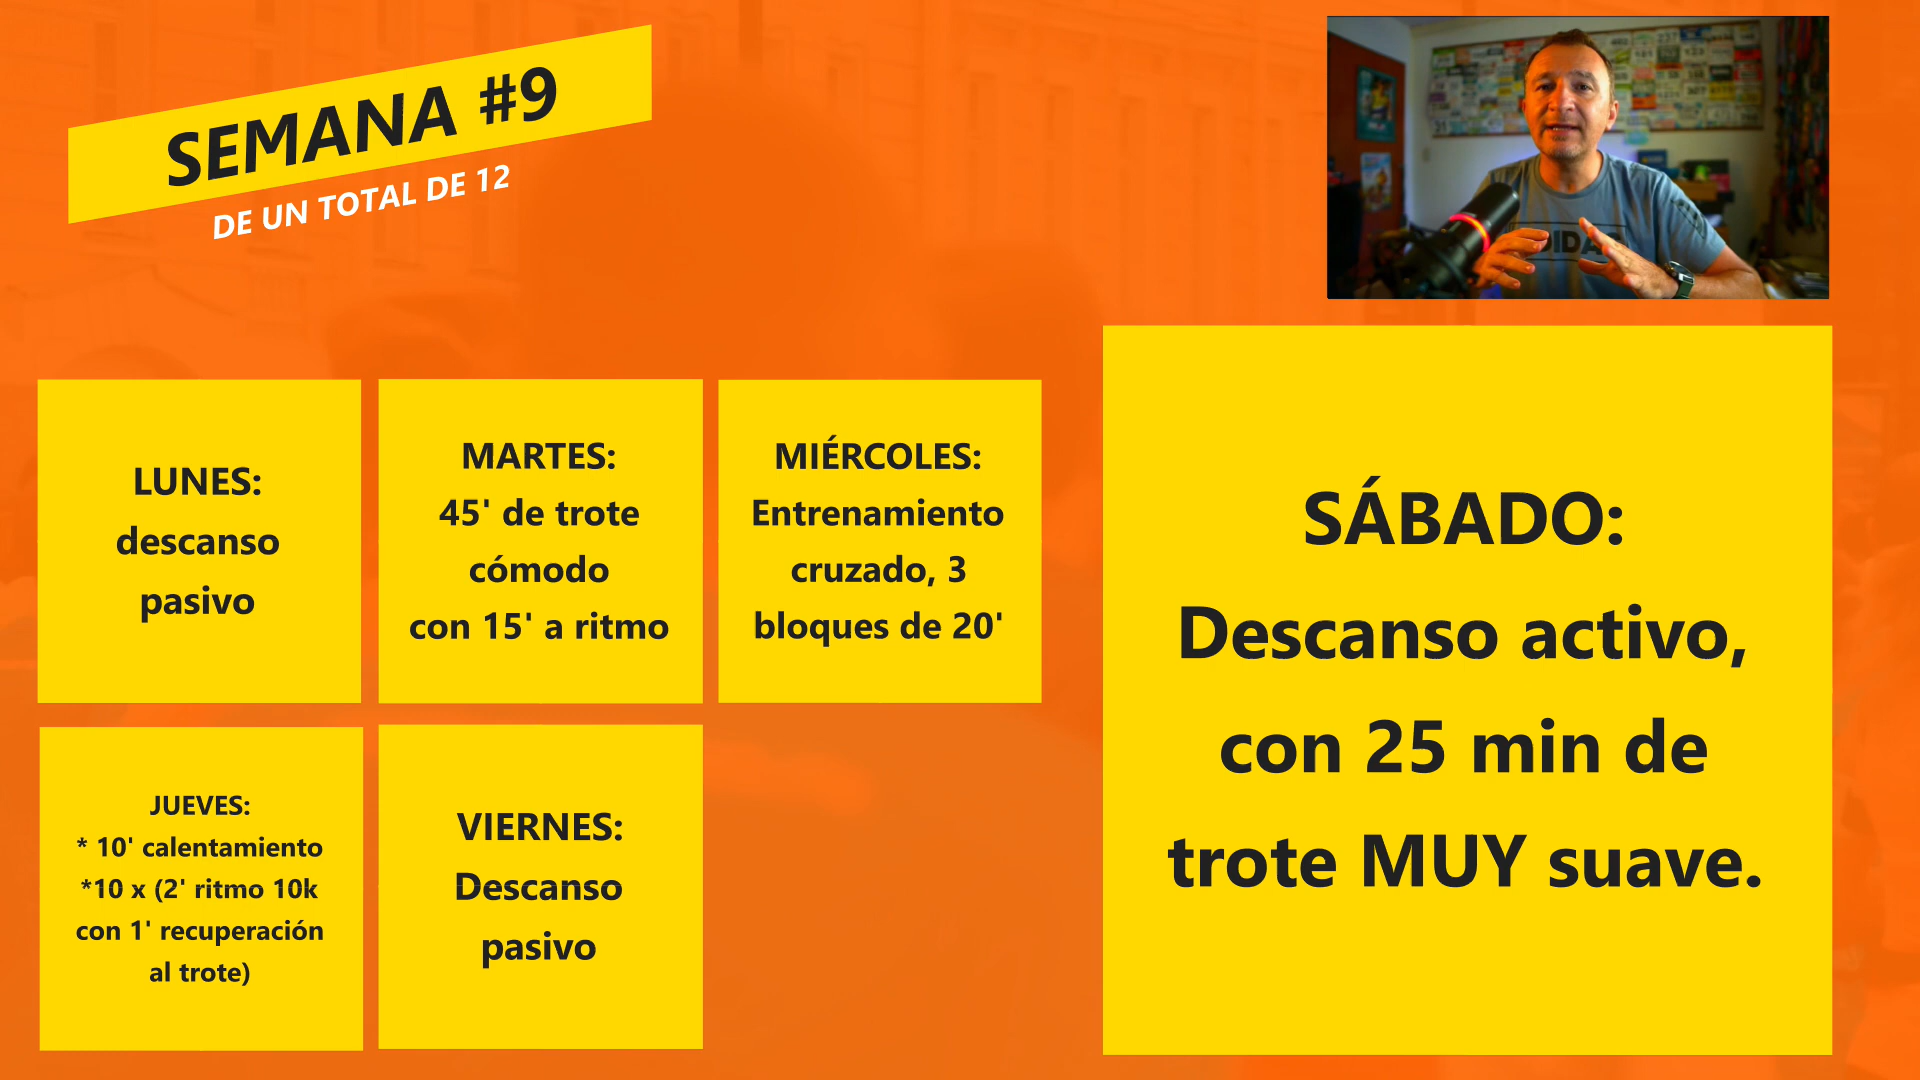 SEMANA #9
DE UN TOTAL DE 12
LUNES:
descanso
pasivo
MARTES:
45' de trote
cómodo
con 15' a ritmo
MIÉRCOLES:
Entrenamiento
cruzado, 3
bloques de 20'
JUEVES:
* 10' calentamiento
*10 x (2' ritmo 10k
con 1' recuperación
al trote)
VIERNES:
Descanso
pasivo
SÁBADO:
Descanso activo,
con 25 min de
trote MUY suave.